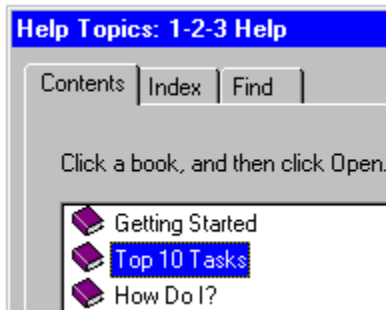 Help Topics: 1-2-3 Help
Contents Index Find
Click a book, and then click Open.
Getting Started
Top 10 Tasks
How Do I?